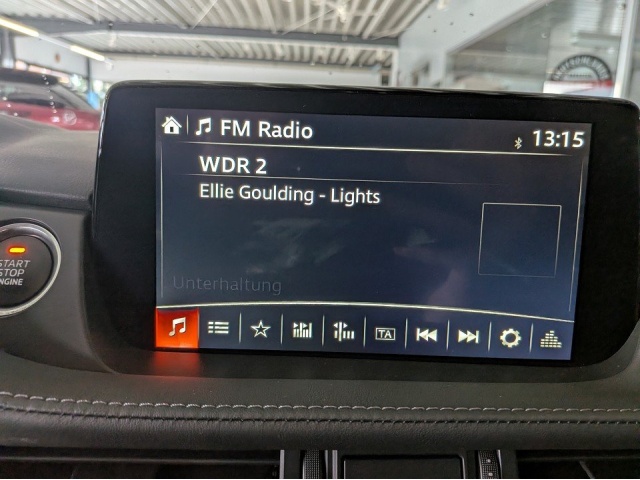 FM Radio
13:15
WDR 2
Ellie Goulding - Lights
Unterhaltung
TA
START
STOP
ENGINE